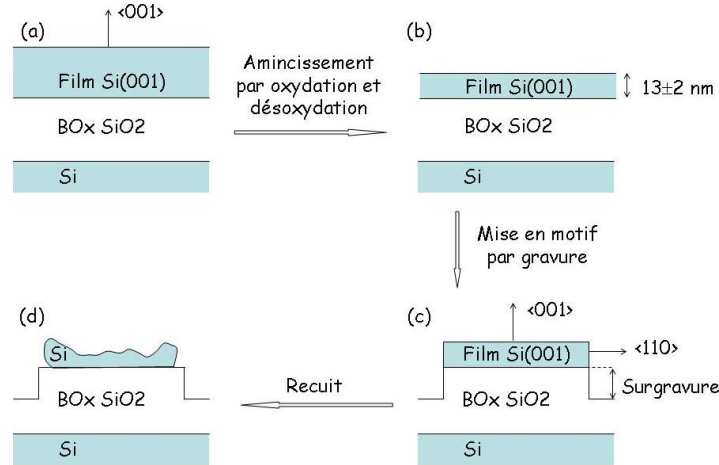 (a)
<001>
Film Si(001)
BOx SiO2
Si
Amincissement
par oxydation et
désoxydation
(b)
Film Si(001)
13±2 nm
BOx SiO2
Si
Mise en motif
par gravure
(c)
<001>
Film Si(001)
<110>
Surgravure
BOx SiO2
Si
Recuit
(d)
Si
BOx SiO2
Si